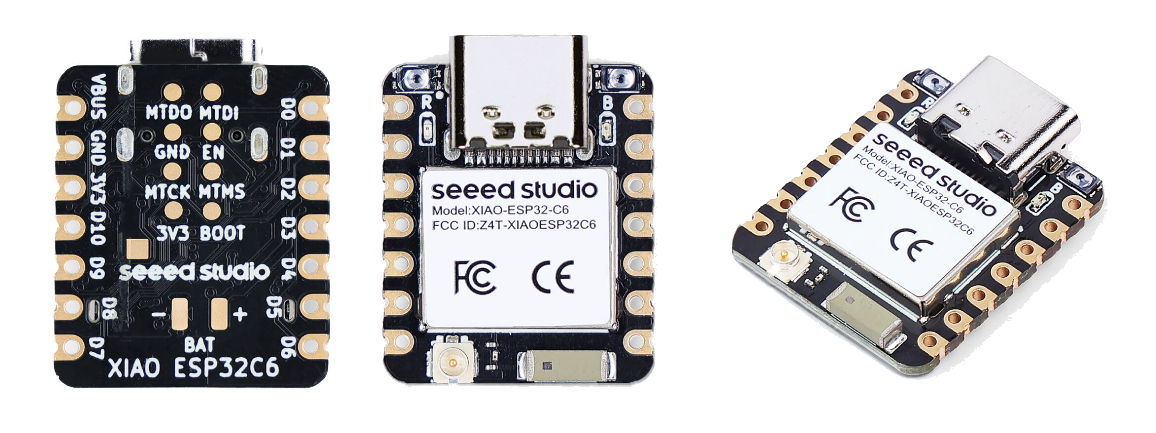 VBUS
GND
3V3
D10
D9
D8
D7
MTDO MTDI
GND EN
MTCK MTMS
3V3 BOOT
seeed studio
- +
BAT
XIAO ESP32C6
D0
D1
D2
D3
D4
D5
D6
R
B
seeed studio
Model:XIAO-ESP32-C6
FCC ID:Z4T-XIAOESP32C6
FC CE
R
B
seeed studio
Model:XIAO-ESP32-C6
FCC ID:Z4T-XIAOESP32C6
FC CE